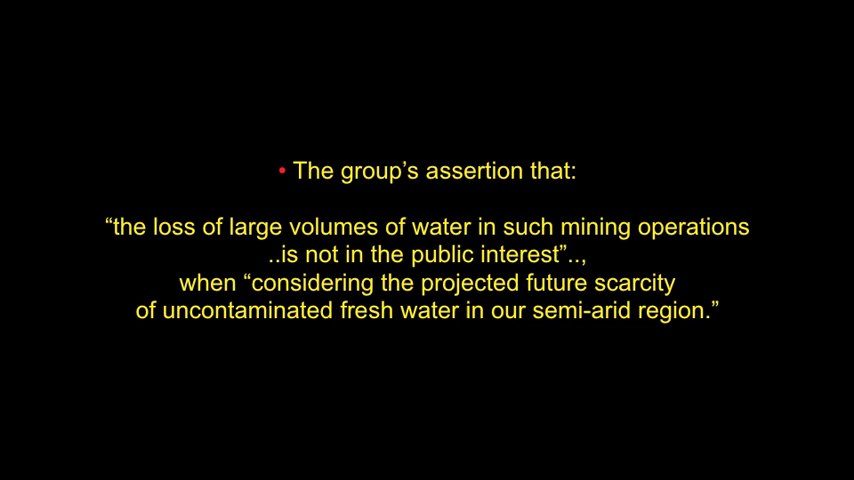 • The group’s assertion that:
“the loss of large volumes of water in such mining operations
..is not in the public interest”..,
when “considering the projected future scarcity
of uncontaminated fresh water in our semi-arid region.”